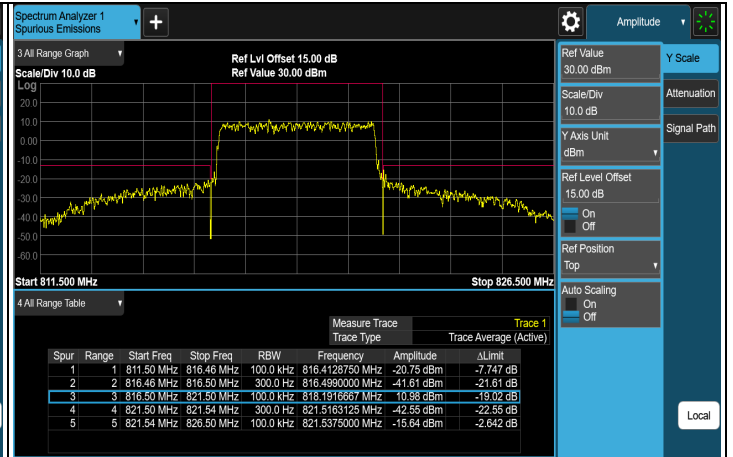 Spectrum Analyzer 1
Spurious Emissions
Amplitude
3 All Range Graph
Ref Lvl Offset 15.00 dB
Scale/Div 10.0 dB
Ref Value 30.00 dBm
Log
20.0
10.0
0.00
-10.0
-20.0
-30.0
-40.0
-50.0
-60.0
Start 811.500 MHz
Stop 826.500 MHz
4 All Range Table
Measure Trace Trace 1
Trace Type Trace Average (Active)
Spur Range Start Freq Stop Freq RBW Frequency Amplitude ΔLimit
1 1 811.50 MHz 816.46 MHz 100.0 kHz 816.4128750 MHz -20.75 dBm -7.747 dB
2 2 816.46 MHz 816.50 MHz 300.0 Hz 816.4990000 MHz -41.61 dBm -21.61 dB
3 3 816.50 MHz 821.50 MHz 100.0 kHz 818.1916667 MHz 10.98 dBm -19.02 dB
4 4 821.50 MHz 821.54 MHz 300.0 Hz 821.5163125 MHz -42.55 dBm -22.55 dB
5 5 821.54 MHz 826.50 MHz 100.0 kHz 821.5375000 MHz -15.64 dBm -2.642 dB
Ref Value
30.00 dBm
Scale/Div
10.0 dB
Y Axis Unit
dBm
Ref Level Offset
15.00 dB
On
Off
Ref Position
Top
Auto Scaling
On
Off
Y Scale
Attenuation
Signal Path
Local